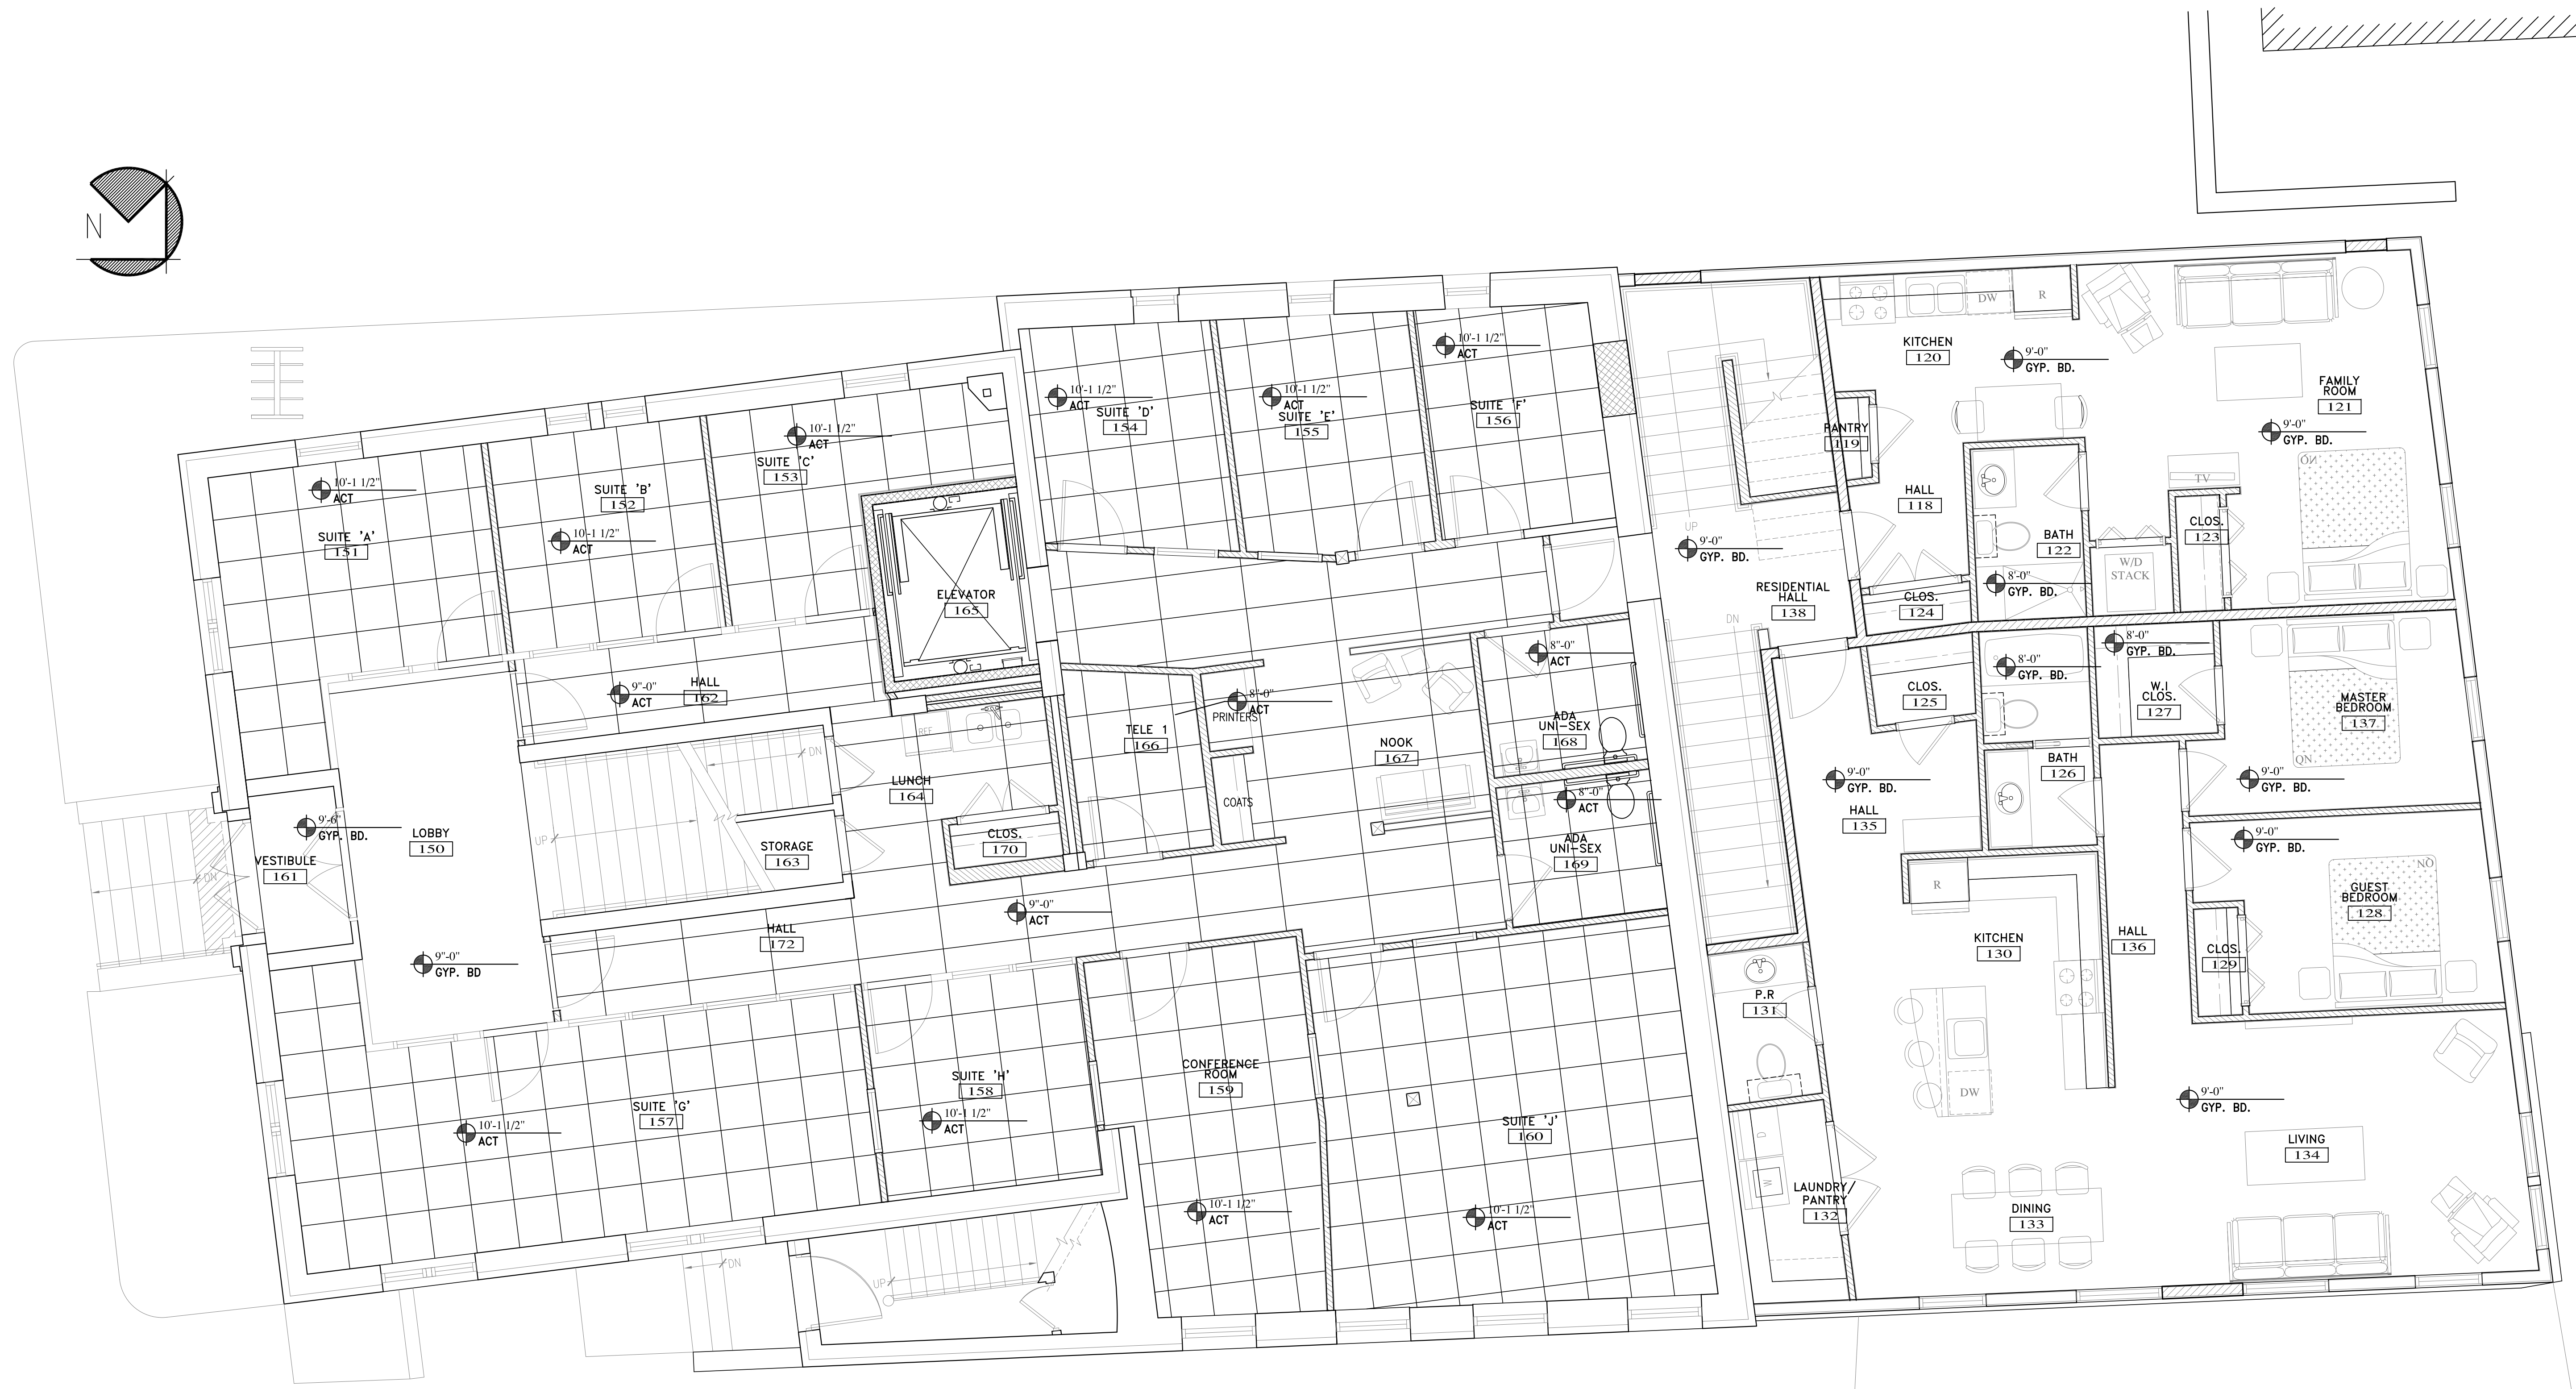 N
10'-1 1/2"
ACT
SUITE 'A'
151
SUITE 'B'
152
10'-1 1/2"
ACT
10'-1 1/2"
ACT
SUITE 'C'
153
10'-1 1/2"
ACT
SUITE 'D'
154
10'-1 1/2"
ACT
SUITE 'E'
155
10'-1 1/2"
ACT
SUITE 'F'
156
ELEVATOR
165
9"-0"
ACT
HALL
162
DN
UP
REF
LUNCH
164
STORAGE
163
CLOS.
170
TELE 1
166
8"-0"
ACT
PRINTERS
COATS
NOOK
167
8"-0"
ACT
ADA
UNI-SEX
168
8"-0"
ACT
ADA
UNI-SEX
169
9'-6"
GYP. BD.
VESTIBULE
161
DN
LOBBY
150
9"-0"
GYP. BD
HALL
172
9"-0"
ACT
SUITE 'G'
157
10'-1 1/2"
ACT
SUITE 'H'
158
10'-1 1/2"
ACT
CONFERENCE
ROOM
159
10'-1 1/2"
ACT
SUITE 'J'
160
10'-1 1/2"
ACT
DN
UP
UP
9'-0"
GYP. BD.
RESIDENTIAL
HALL
138
DN
KITCHEN
120
DW
R
9'-0"
GYP. BD.
FAMILY
ROOM
121
9'-0"
GYP. BD.
PANTRY
119
HALL
118
BATH
122
8'-0"
GYP. BD.
TV
CLOS.
123
W/D
STACK
QN
CLOS.
124
CLOS.
125
8'-0"
GYP. BD.
8'-0"
GYP. BD.
W.I
CLOS.
127
MASTER
BEDROOM
137
QN
BATH
126
9'-0"
GYP. BD.
9'-0"
GYP. BD.
HALL
135
9'-0"
GYP. BD.
GUEST
BEDROOM
128
QN
R
KITCHEN
130
HALL
136
CLOS.
129
P.R
131
DW
9'-0"
GYP. BD.
LIVING
134
D
W
LAUNDRY/
PANTRY
132
DINING
133